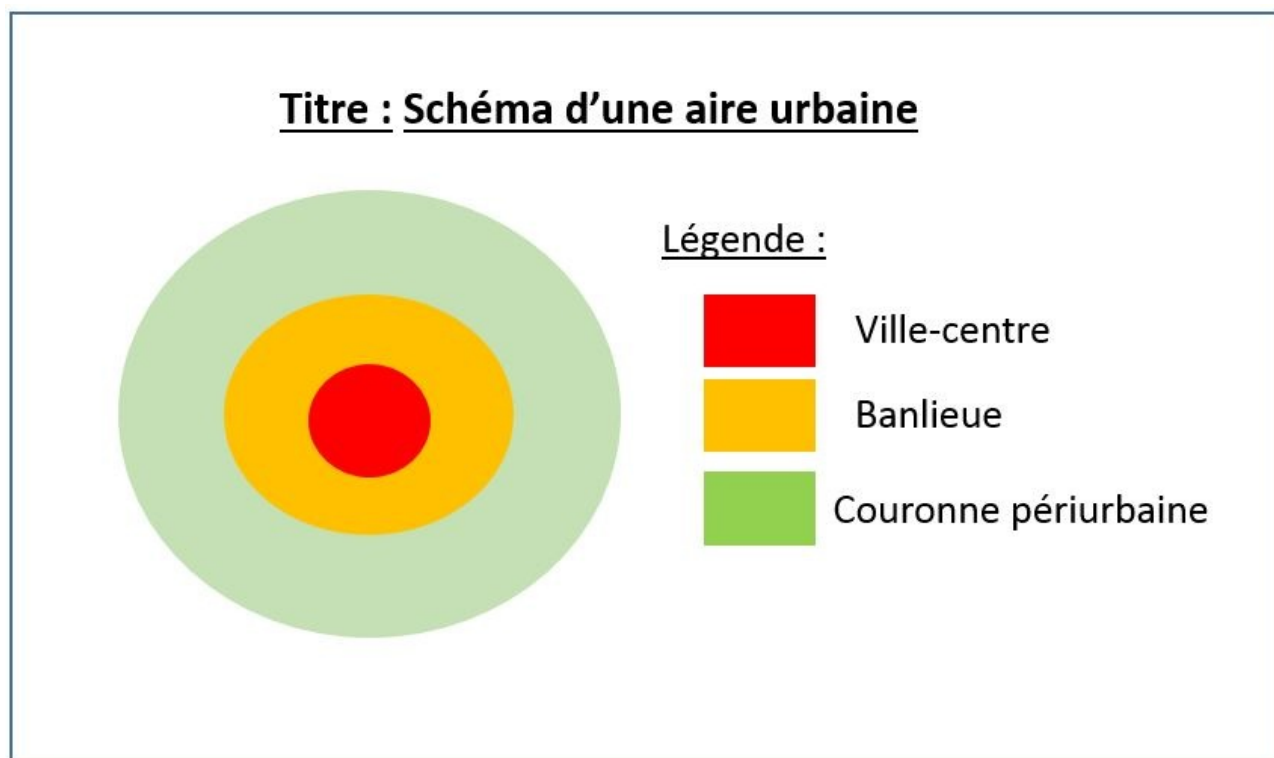 Titre : Schéma d’une aire urbaine
Légende :
Ville-centre
Banlieue
Couronne périurbaine